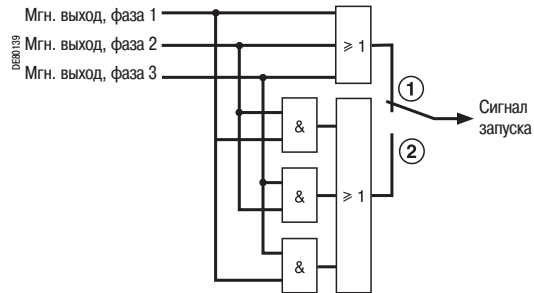 Мгн. выход, фаза 1
Мгн. выход, фаза 2
Мгн. выход, фаза 3
DE80139
≥ 1
1
Сигнал
запуска
&
2
&
≥ 1
&